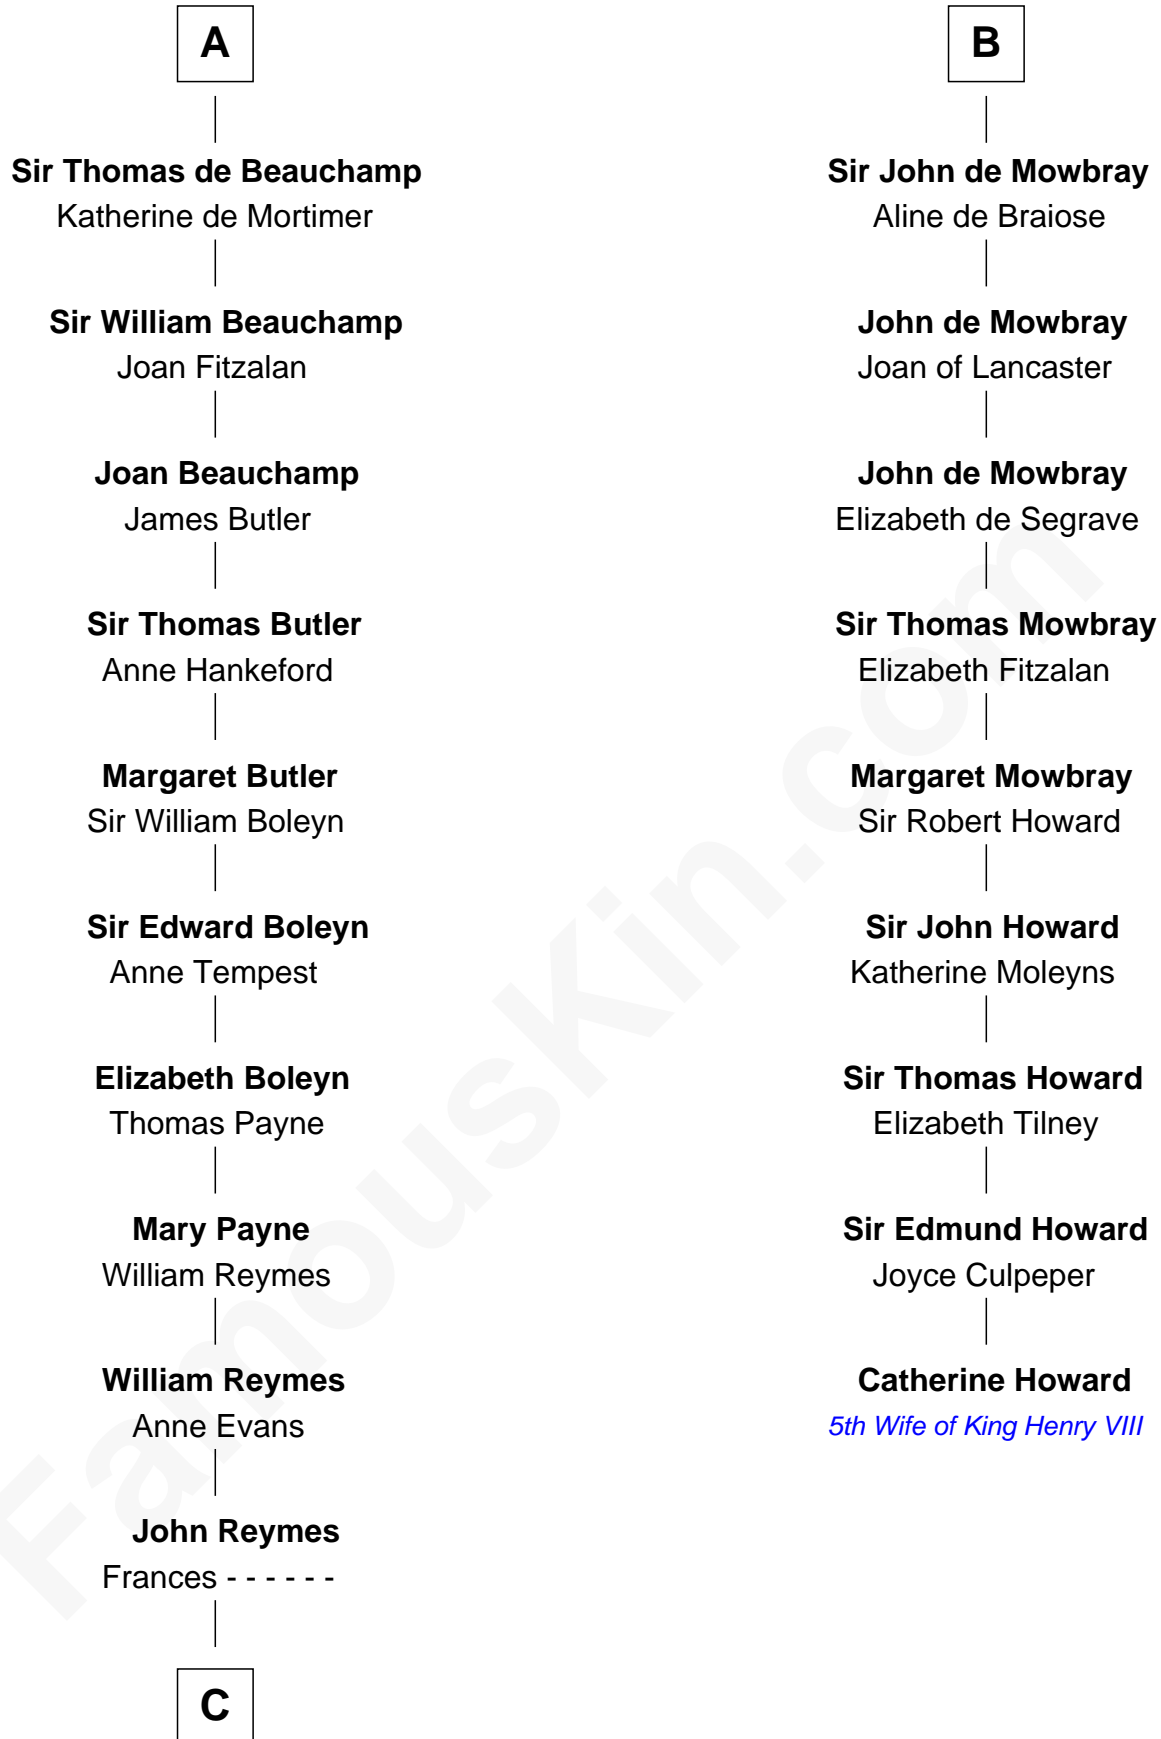 A
Sir Thomas de Beauchamp
Katherine de Mortimer
Sir William Beauchamp
Joan Fitzalan
Joan Beauchamp
James Butler
Sir Thomas Butler
Anne Hankeford
Margaret Butler
Sir William Boleyn
Sir Edward Boleyn
Anne Tempest
Elizabeth Boleyn
Thomas Payne
Mary Payne
William Reymes
William Reymes
Anne Evans
John Reymes
Frances - - - - - -
C
B
Sir John de Mowbray
Aline de Braiose
John de Mowbray
Joan of Lancaster
John de Mowbray
Elizabeth de Segrave
Sir Thomas Mowbray
Elizabeth Fitzalan
Margaret Mowbray
Sir Robert Howard
Sir John Howard
Katherine Moleyns
Sir Thomas Howard
Elizabeth Tilney
Sir Edmund Howard
Joyce Culpeper
Catherine Howard
5th Wife of King Henry VIII
FamousKin.com